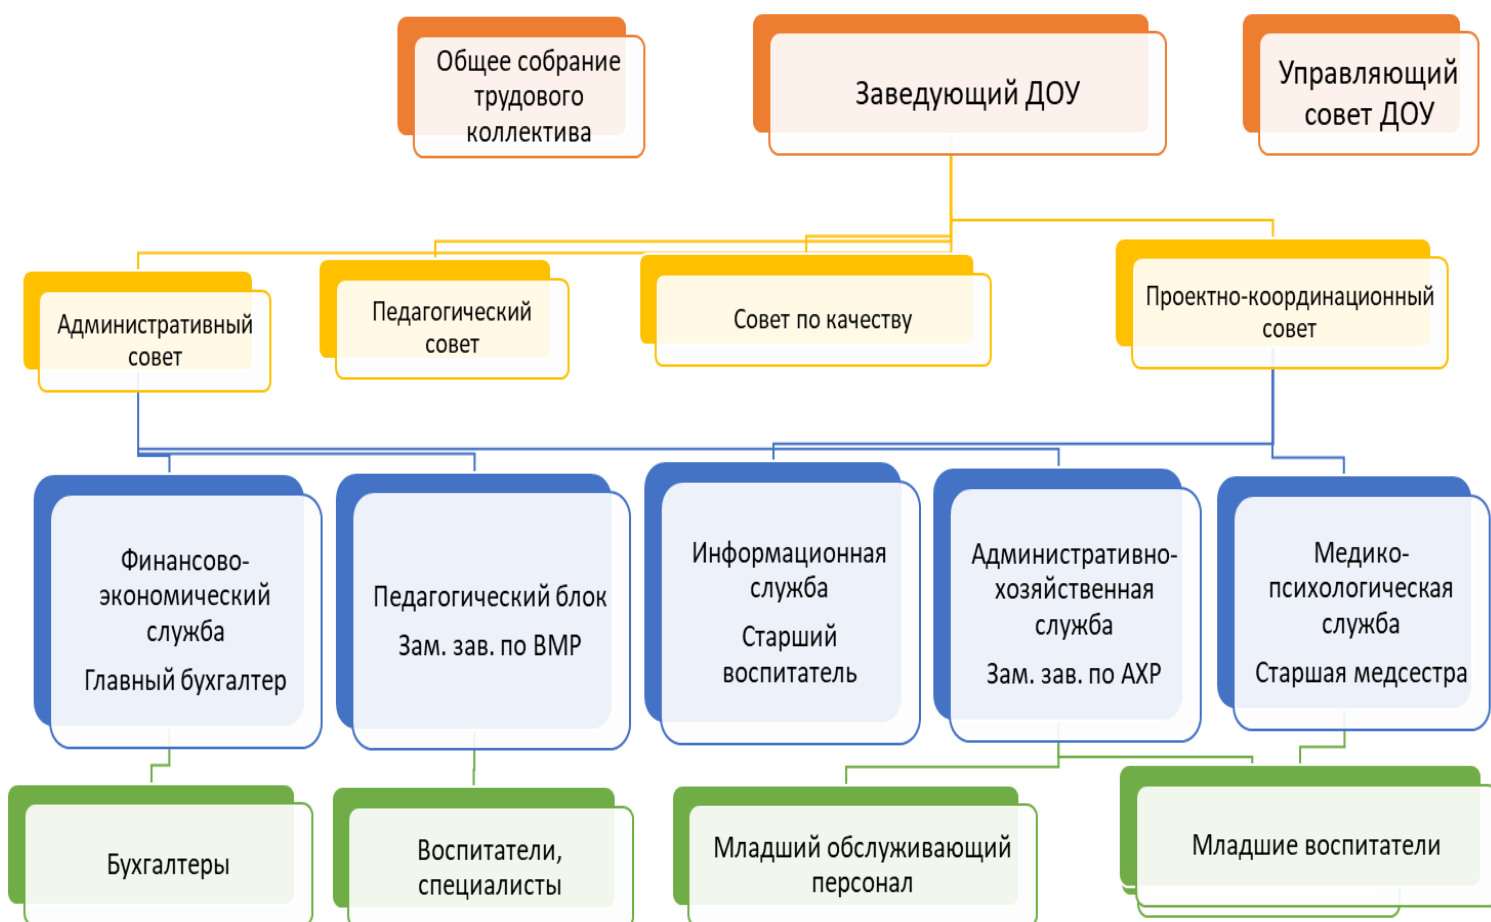 Общее собрание
трудового
коллектива
Заведующий ДОУ
Управляющий
совет ДОУ
Административный
совет
Педагогический
совет
Совет по качеству
Проектно-координационный
совет
Финансово-
экономический
служба
Главный бухгалтер
Педагогический блок
Зам. зав. по ВМР
Информационная
служба
Старший
воспитатель
Административно-
хозяйственная
служба
Зам. зав. по АХР
Медико-
психологическая
служба
Старшая медсестра
Бухгалтеры
Воспитатели,
специалисты
Младший обслуживающий
персонал
Младшие воспитатели